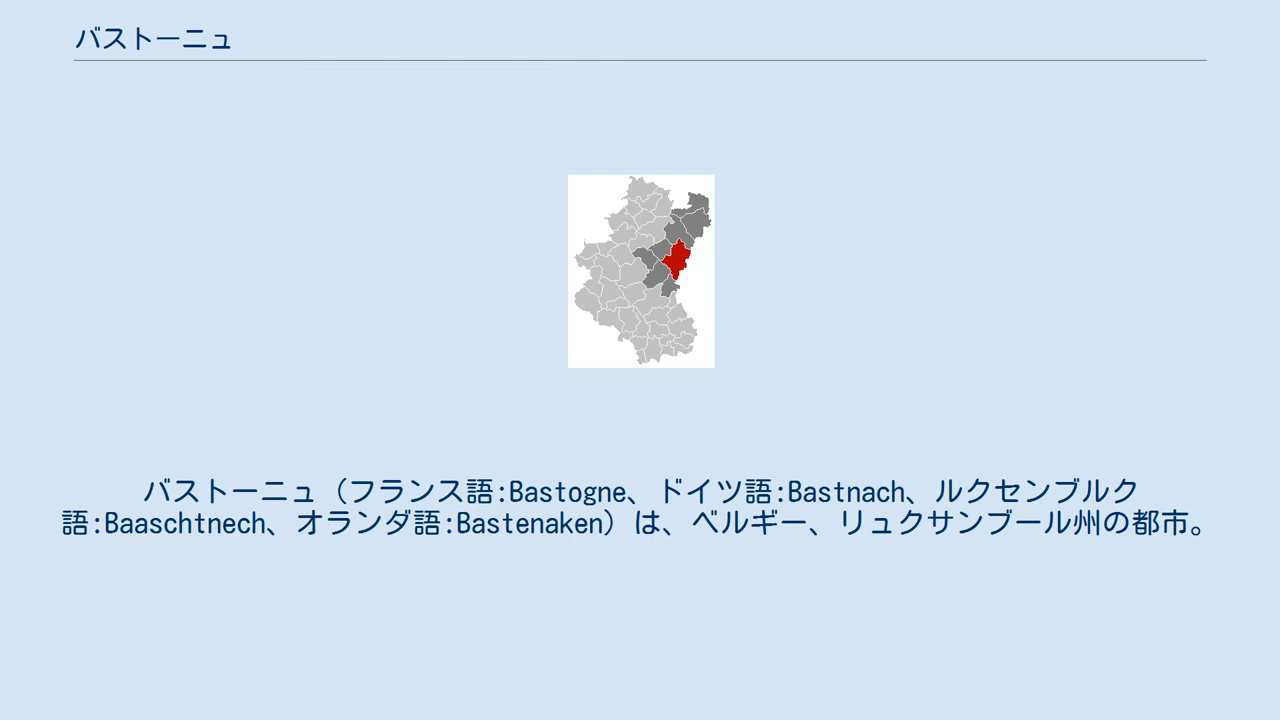 バストーニュ
バストーニュ（フランス語:Bastogne、ドイツ語:Bastnach、ルクセンブルク
語:Baaschtnech、オランダ語:Bastenaken）は、ベルギー、リュクサンブール州の都市。